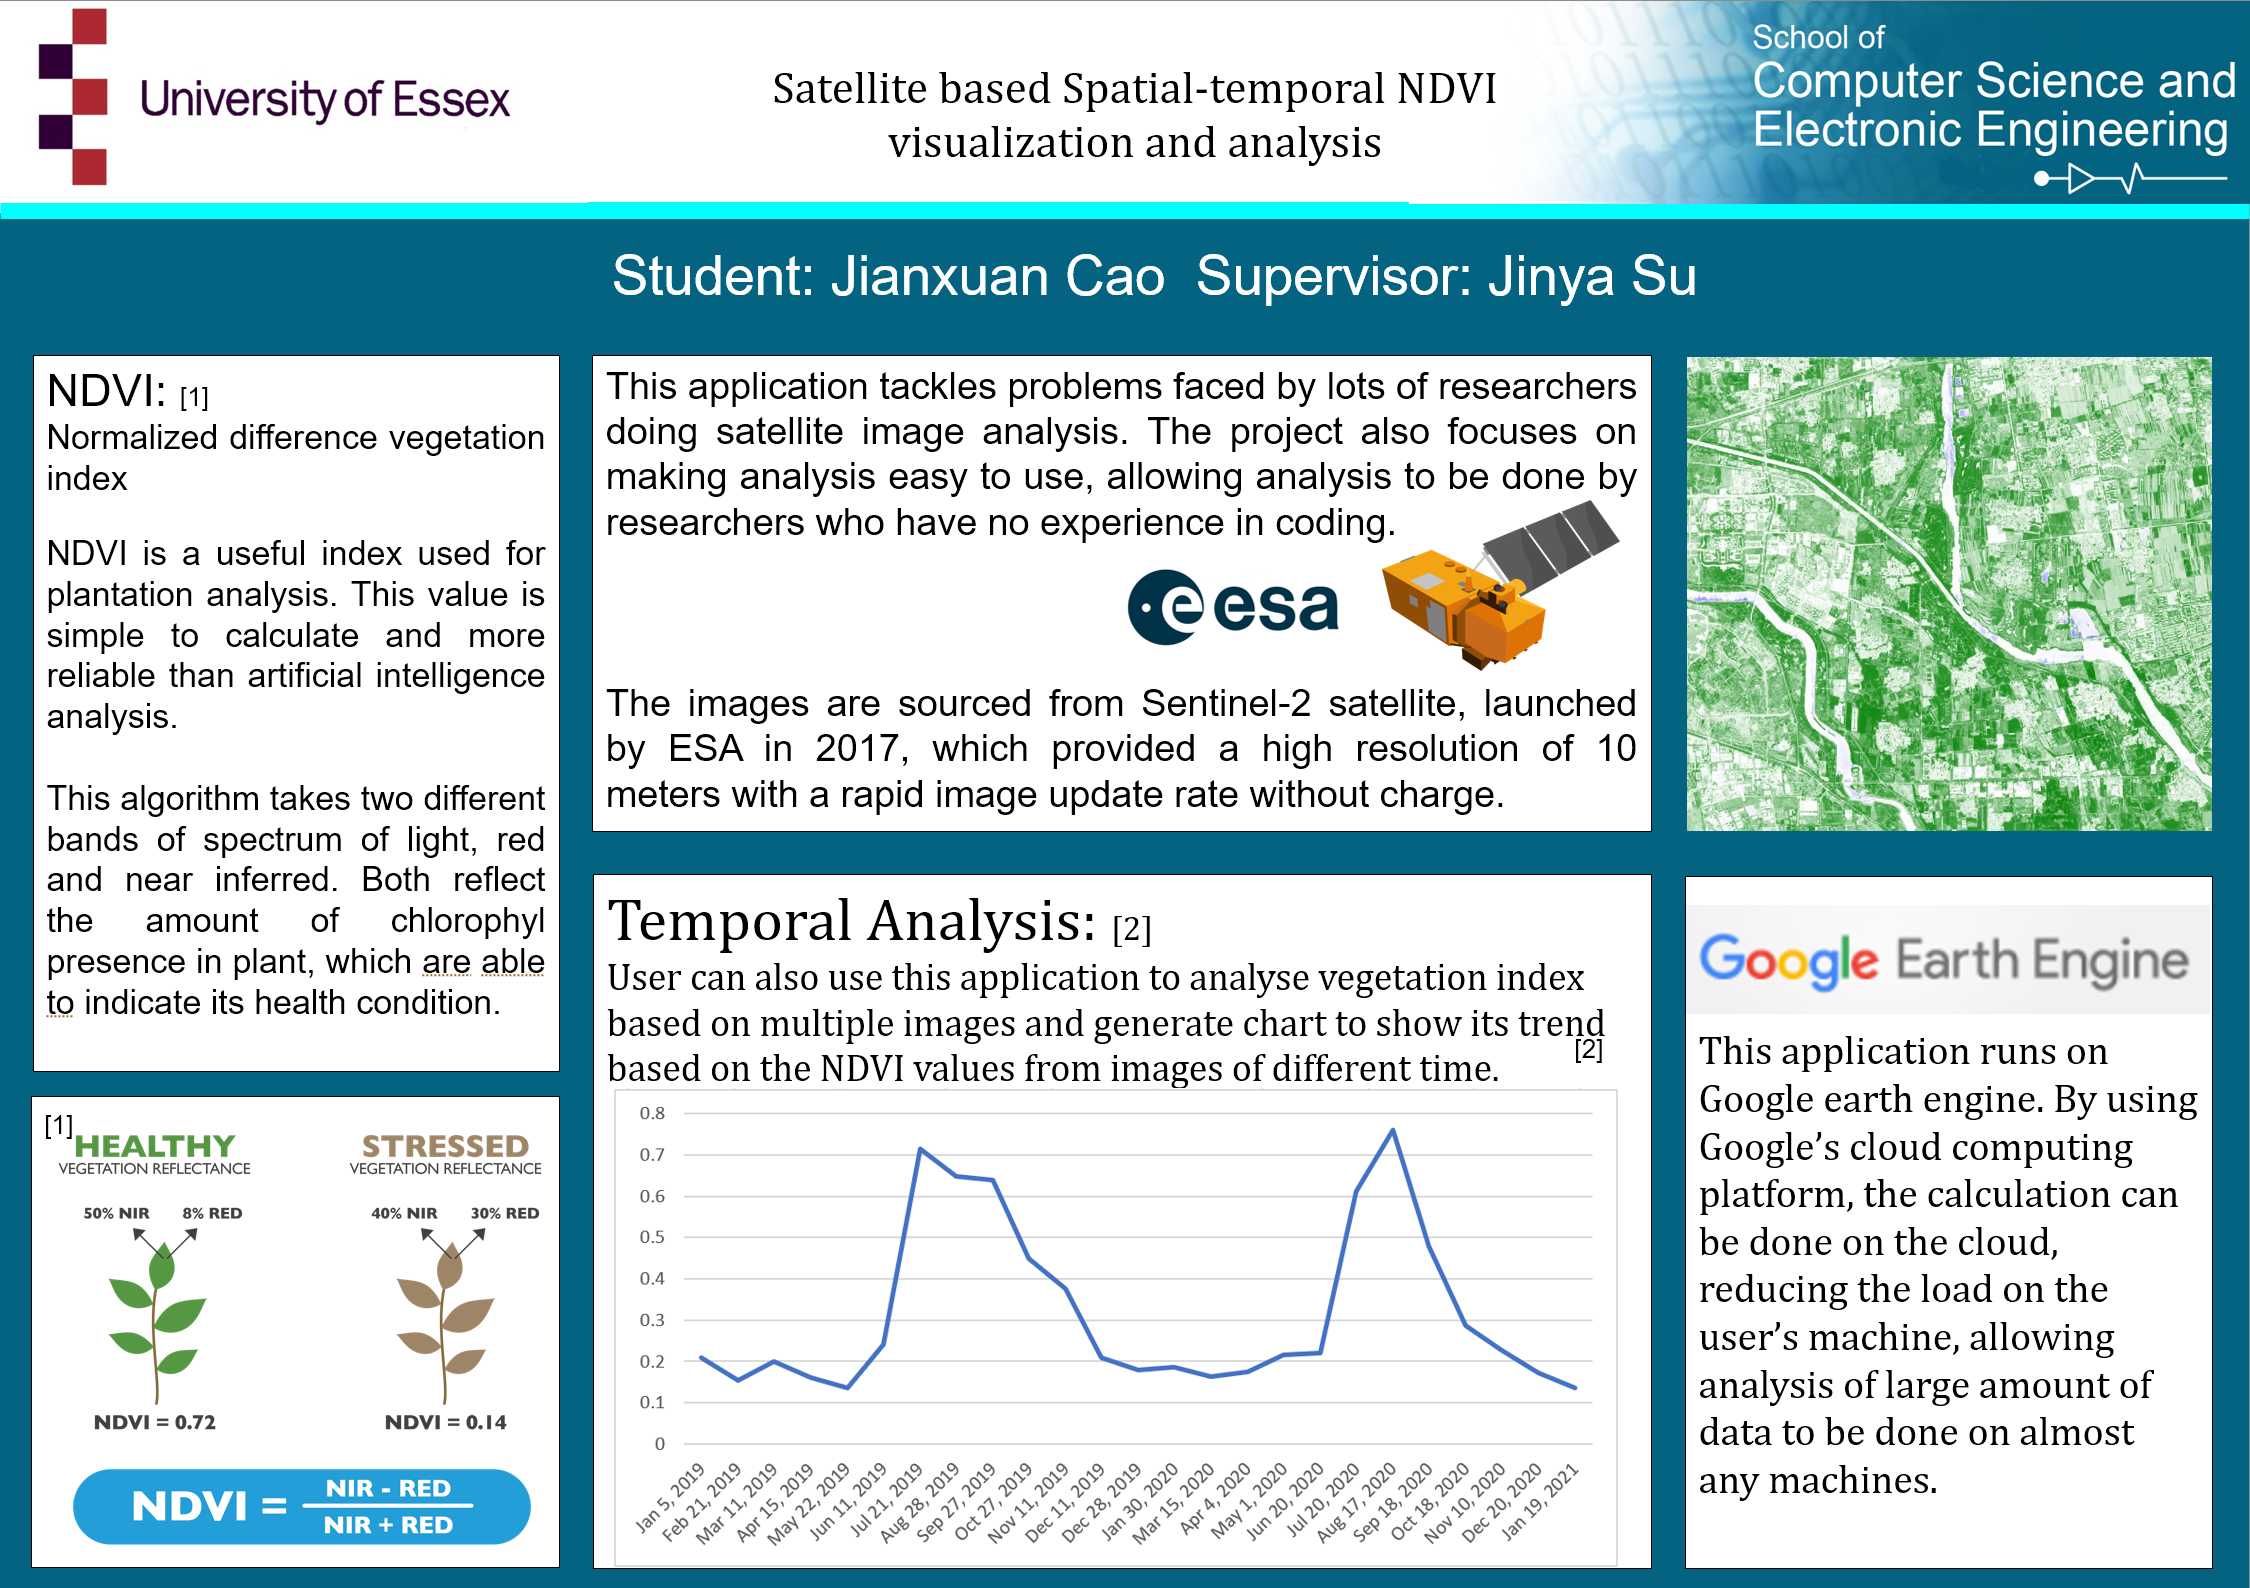 University of Essex
Satellite based Spatial-temporal NDVI
visualization and analysis
School of
Computer Science and
Electronic Engineering
Student: Jianxuan Cao  Supervisor: Jinya Su
NDVI: [1]
Normalized difference vegetation
index
NDVI is a useful index used for
plantation analysis. This value is
simple to calculate and more
reliable than artificial intelligence
analysis.
This algorithm takes two different
bands of spectrum of light, red
and near inferred. Both reflect
the amount of chlorophyl
presence in plant, which are able
to indicate its health condition.
[1]
HEALTHY
VEGETATION REFLECTANCE
50% NIR 8% RED
NDVI = 0.72
STRESSED
VEGETATION REFLECTANCE
40% NIR 30% RED
NDVI = 0.14
NDVI = NIR - RED
NIR + RED
This application tackles problems faced by lots of researchers
doing satellite image analysis. The project also focuses on
making analysis easy to use, allowing analysis to be done by
researchers who have no experience in coding.
esa
The images are sourced from Sentinel-2 satellite, launched
by ESA in 2017, which provided a high resolution of 10
meters with a rapid image update rate without charge.
Temporal Analysis: [2]
User can also use this application to analyse vegetation index
based on multiple images and generate chart to show its trend
based on the NDVI values from images of different time.
[2]
0.8
0.7
0.6
0.5
0.4
0.3
0.2
0.1
0
Jan 5, 2019
Feb 21, 2019
Mar 11, 2019
Apr 15, 2019
May 22, 2019
Jun 11, 2019
Jul 21, 2019
Aug 28, 2019
Sep 27, 2019
Oct 27, 2019
Nov 11, 2019
Dec 11, 2019
Dec 28, 2019
Jan 30, 2020
Mar 15, 2020
Apr 4, 2020
May 1, 2020
Jun 20, 2020
Jul 20, 2020
Aug 17, 2020
Sep 18, 2020
Oct 18, 2020
Nov 10, 2020
Dec 20, 2020
Jan 19, 2021
Google Earth Engine
This application runs on
Google earth engine. By using
Google’s cloud computing
platform, the calculation can
be done on the cloud,
reducing the load on the
user’s machine, allowing
analysis of large amount of
data to be done on almost
any machines.